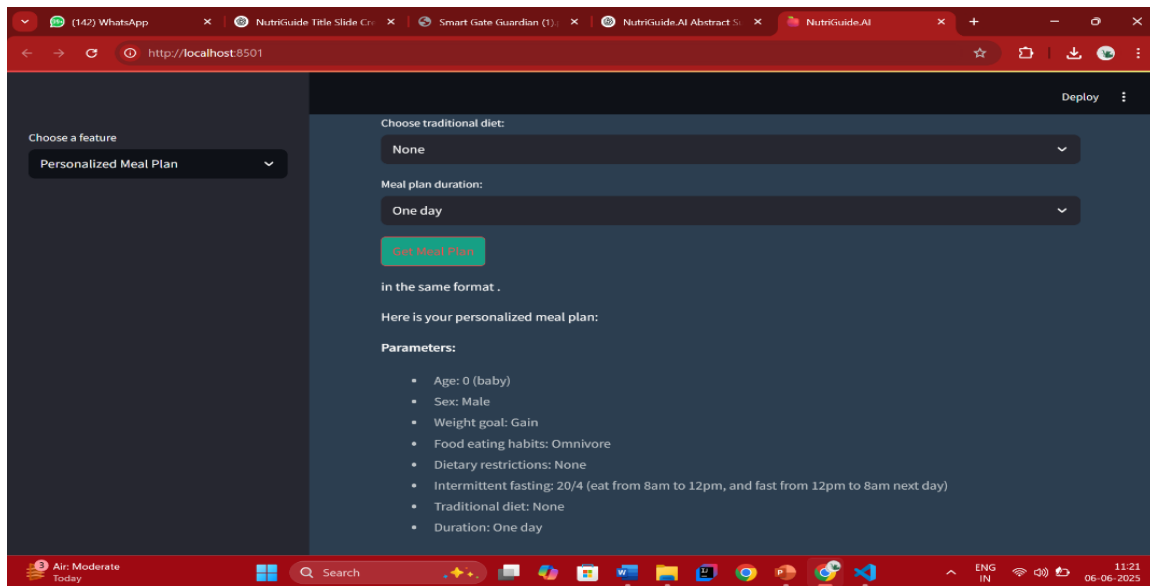 (142) WhatsApp
NutriGuide Title Slide Cre
Smart Gate Guardian (1).
NutriGuide.AI Abstract Su
NutriGuide.AI
http://localhost:8501
Deploy
Choose a feature
Personalized Meal Plan
Choose traditional diet:
None
Meal plan duration:
One day
Get Meal Plan
in the same format .
Here is your personalized meal plan:
Parameters:
• Age: 0 (baby)
• Sex: Male
• Weight goal: Gain
• Food eating habits: Omnivore
• Dietary restrictions: None
• Intermittent fasting: 20/4 (eat from 8am to 12pm, and fast from 12pm to 8am next day)
• Traditional diet: None
• Duration: One day
3
Air: Moderate
Today
Search
ENG
IN
11:21
06-06-2025